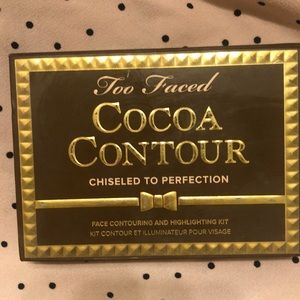 Too Faced
COCOA
CONTOUR
CHISELED TO PERFECTION
FACE CONTOURING AND HIGHLIGHTING KIT
KIT CONTOUR ET ILLUMINATEUR POUR VISAGE